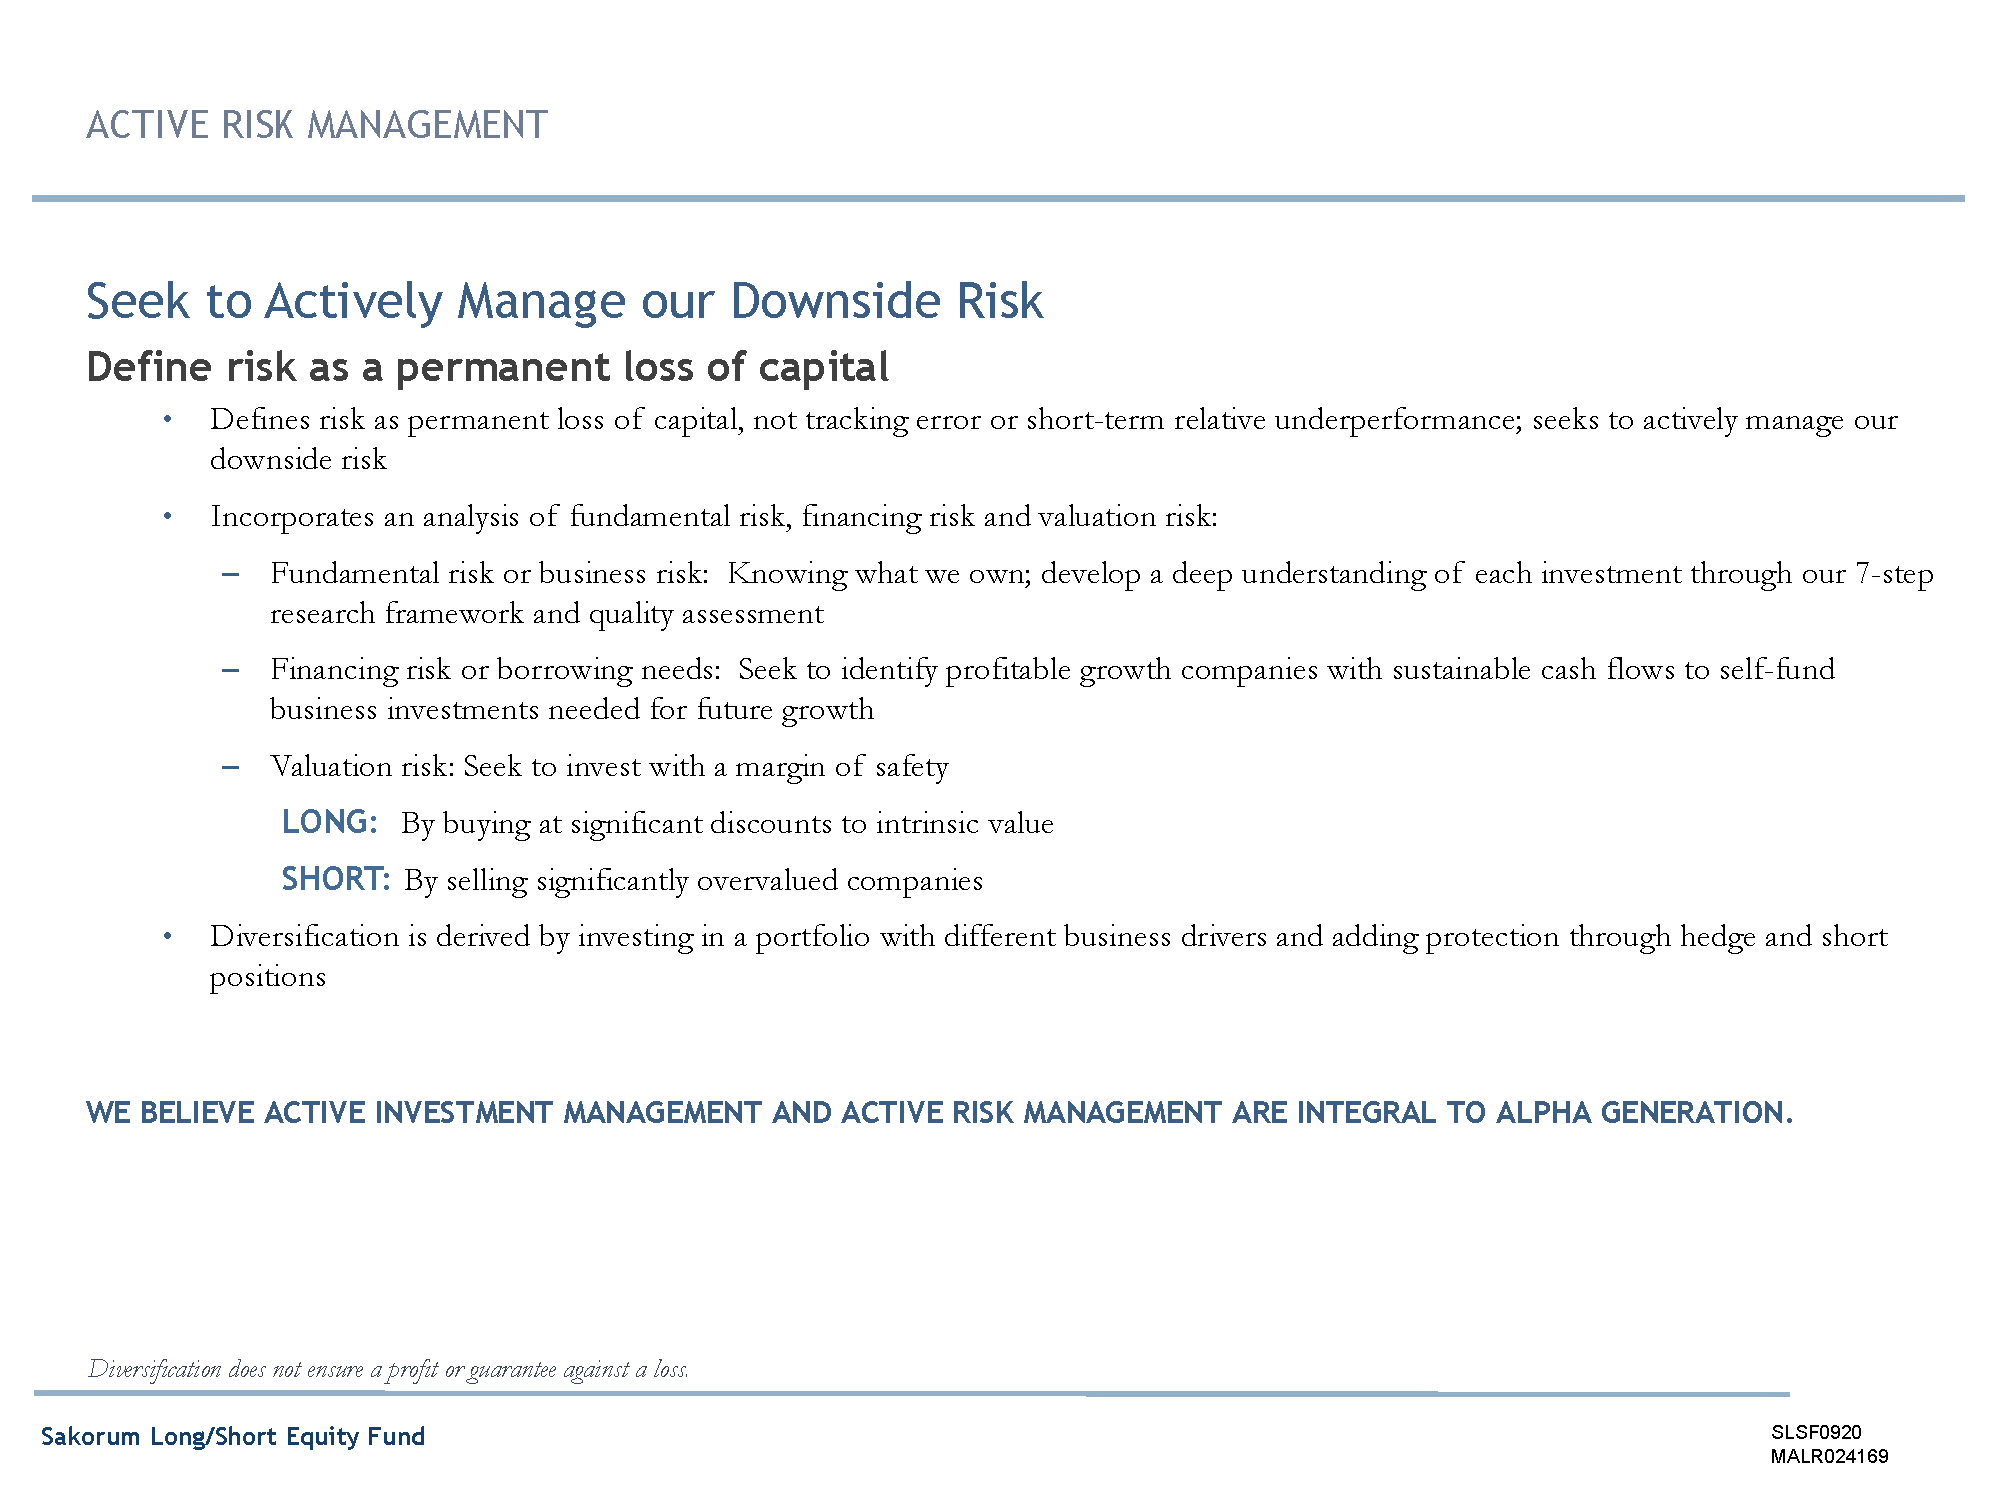 ACTIVE RISK MANAGEMENT
Seek to Actively Manage our Downside Risk
Define risk as a permanent loss of capital
• Defines risk as permanent loss of capital, not tracking error or short-term relative underperformance; seeks to actively manage our
downside risk
• Incorporates an analysis of fundamental risk, financing risk and valuation risk:
– Fundamental risk or business risk:  Knowing what we own; develop a deep understanding of each investment through our 7-step
research framework and quality assessment
– Financing risk or borrowing needs:  Seek to identify profitable growth companies with sustainable cash flows to self-fund
business investments needed for future growth
– Valuation risk: Seek to invest with a margin of safety
LONG:  By buying at significant discounts to intrinsic value
SHORT: By selling significantly overvalued companies
• Diversification is derived by investing in a portfolio with different business drivers and adding protection through hedge and short
positions
WE BELIEVE ACTIVE INVESTMENT MANAGEMENT AND ACTIVE RISK MANAGEMENT ARE INTEGRAL TO ALPHA GENERATION.
Diversification does not ensure a profit or guarantee against a loss.
Sakorum Long/Short Equity Fund
SLSF0920
MALR024169